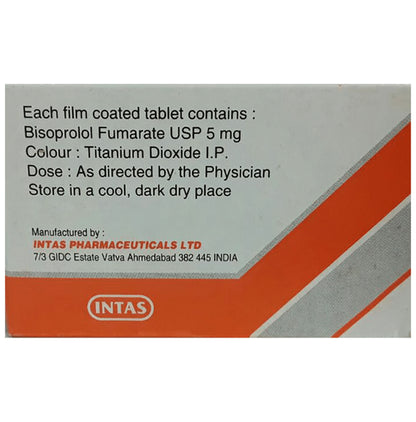 Each film coated tablet contains :
Bisoprolol Fumarate USP 5 mg
Colour : Titanium Dioxide I.P.
Dose : As directed by the Physician
Store in a cool, dark dry place
Manufactured by :
INTAS PHARMACEUTICALS LTD
7/3 GIDC Estate Vatva Ahmedabad 382 445 INDIA
INTAS